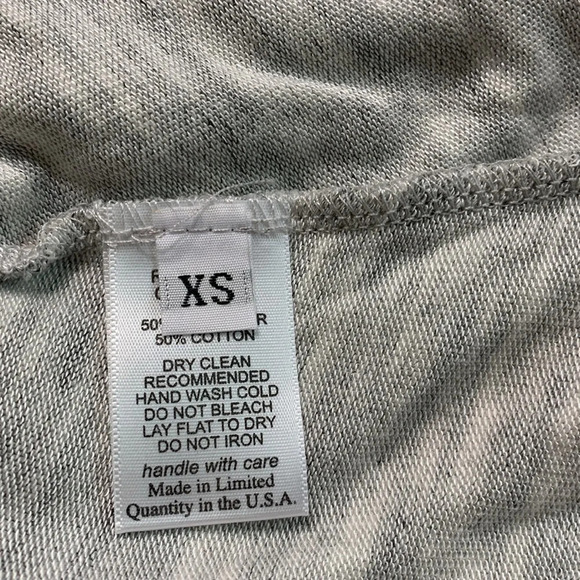 XS
50% COTTON
DRY CLEAN
RECOMMENDED
HAND WASH COLD
DO NOT BLEACH
LAY FLAT TO DRY
DO NOT IRON
handle with care
Made in Limited
Quantity in the U.S.A.